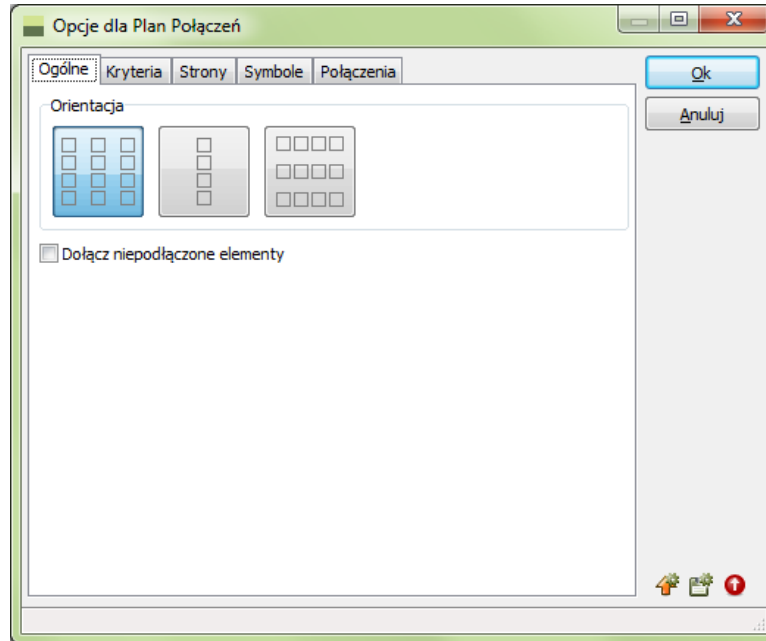 Opcje dla Plan Połączeń
Ogólne Kryteria Strony Symbole Połączenia
Ok
Anuluj
Orientacja
Dołącz niepodłączone elementy